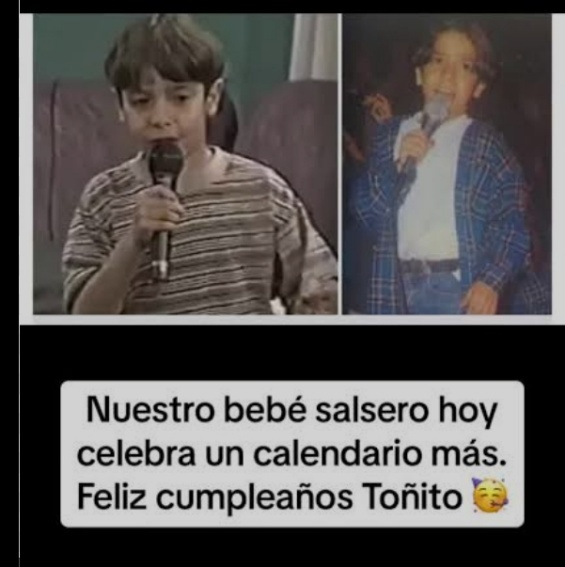 Nuestro bebé salsero hoy
celebra un calendario más.
Feliz cumpleaños Toñito 🥳